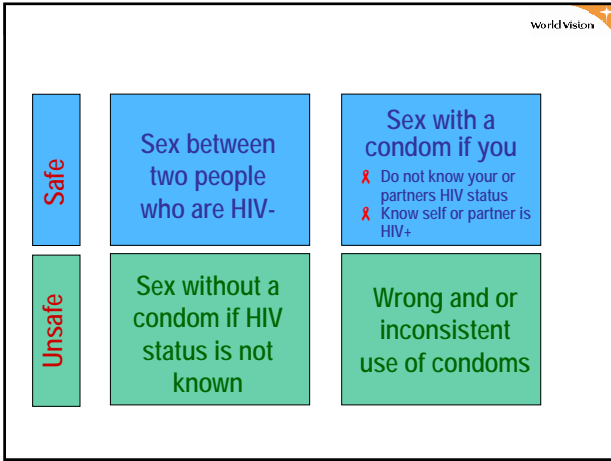 World Vision
Safe
Sex between
two people
who are HIV-
Sex with a
condom if you
Do not know your or
partners HIV status
Know self or partner is
HIV+
Unsafe
Sex without a
condom if HIV
status is not
known
Wrong and or
inconsistent
use of condoms